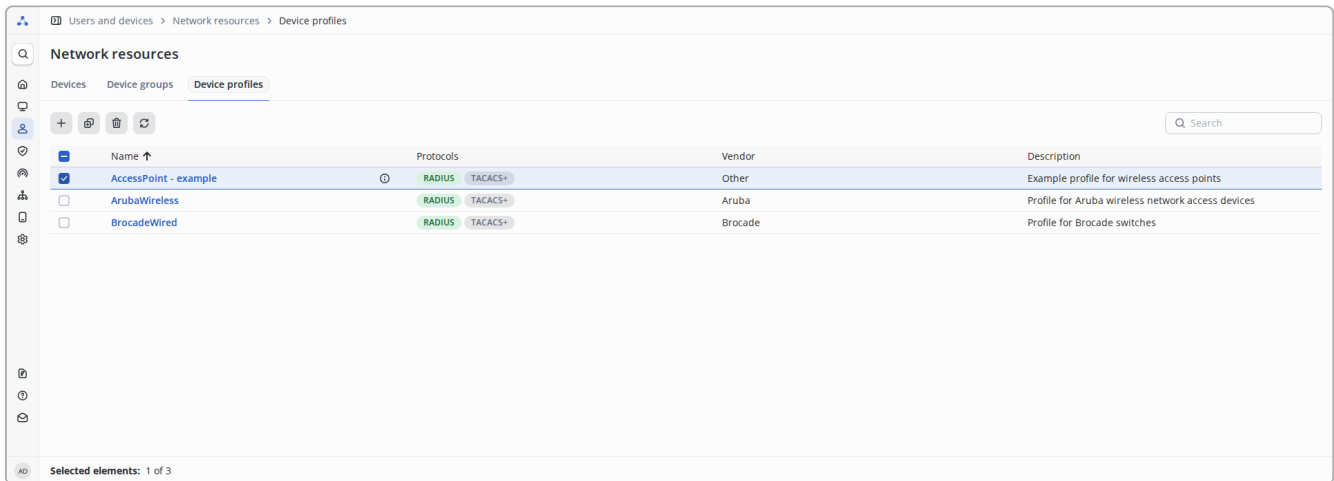 Users and devices > Network resources > Device profiles
Network resources
Devices Device groups Device profiles
Search
Name Protocols Vendor Description
AccessPoint - example RADIUS TACACS+ Other Example profile for wireless access points
ArubaWireless RADIUS TACACS+ Aruba Profile for Aruba wireless network access devices
BrocadeWired RADIUS TACACS+ Brocade Profile for Brocade switches
AD Selected elements: 1 of 3